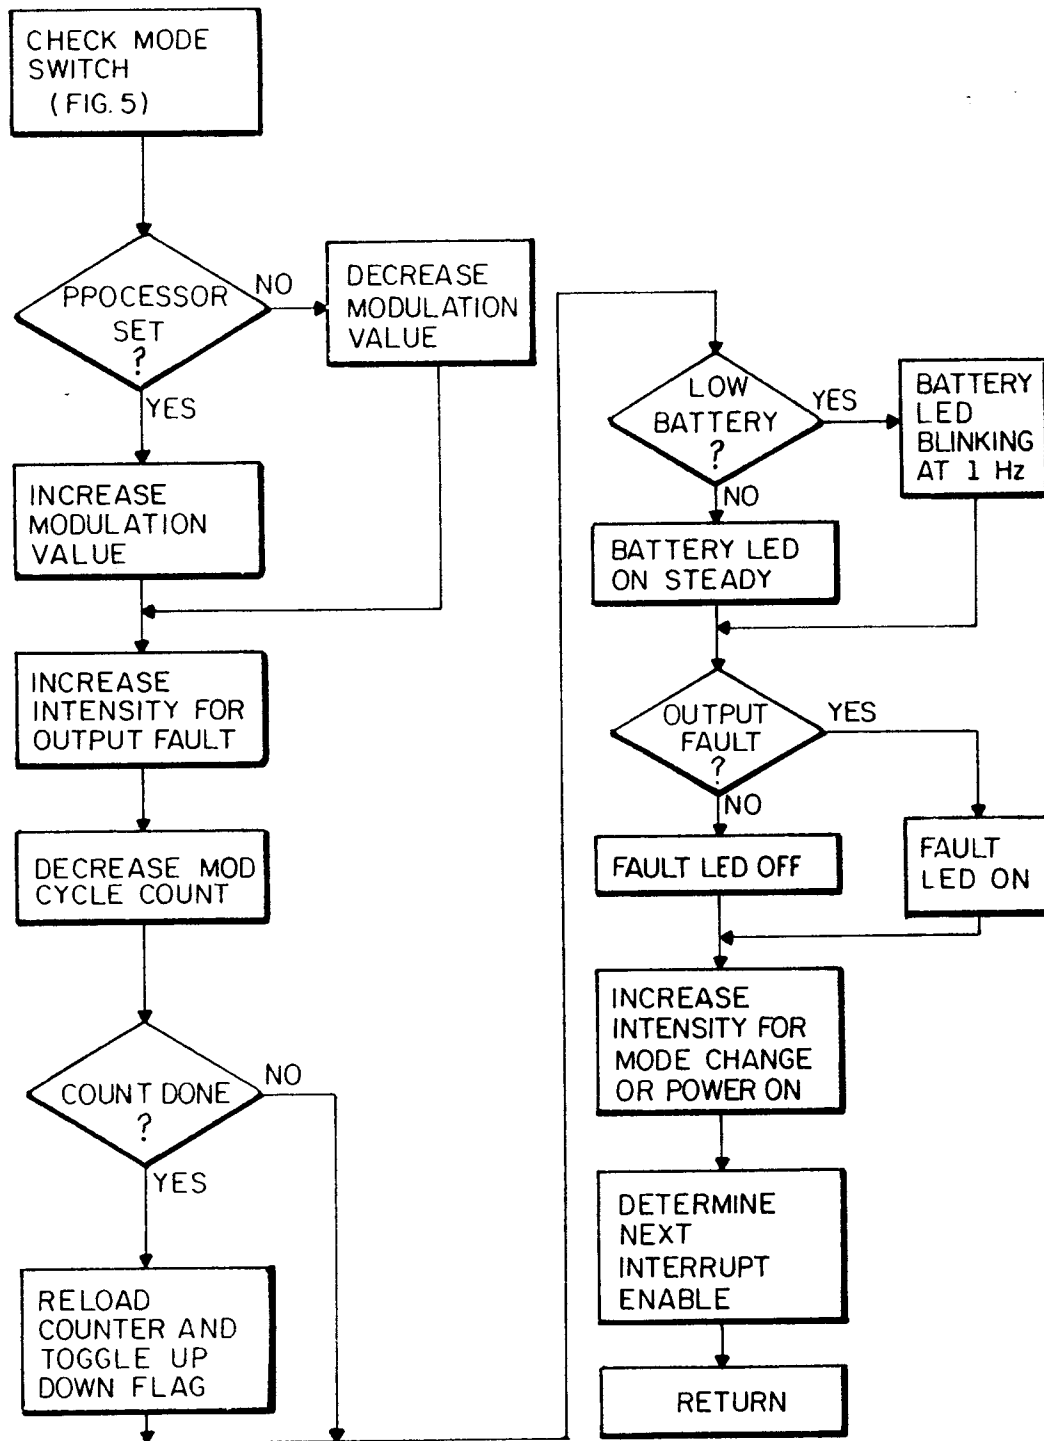 CHECK MODE
SWITCH
(FIG. 5)
PPOCESSOR
SET
?
NO
YES
DECREASE
MODULATION
VALUE
INCREASE
MODULATION
VALUE
INCREASE
INTENSITY FOR
OUTPUT FAULT
DECREASE MOD
CYCLE COUNT
COUNT DONE
?
NO
YES
RELOAD
COUNTER AND
TOGGLE UP
DOWN FLAG
LOW
BATTERY
?
YES
NO
BATTERY
LED
BLINKING
AT 1 Hz
BATTERY LED
ON STEADY
OUTPUT
FAULT
?
YES
NO
FAULT LED OFF
FAULT
LED ON
INCREASE
INTENSITY FOR
MODE CHANGE
OR POWER ON
DETERMINE
NEXT
INTERRUPT
ENABLE
RETURN